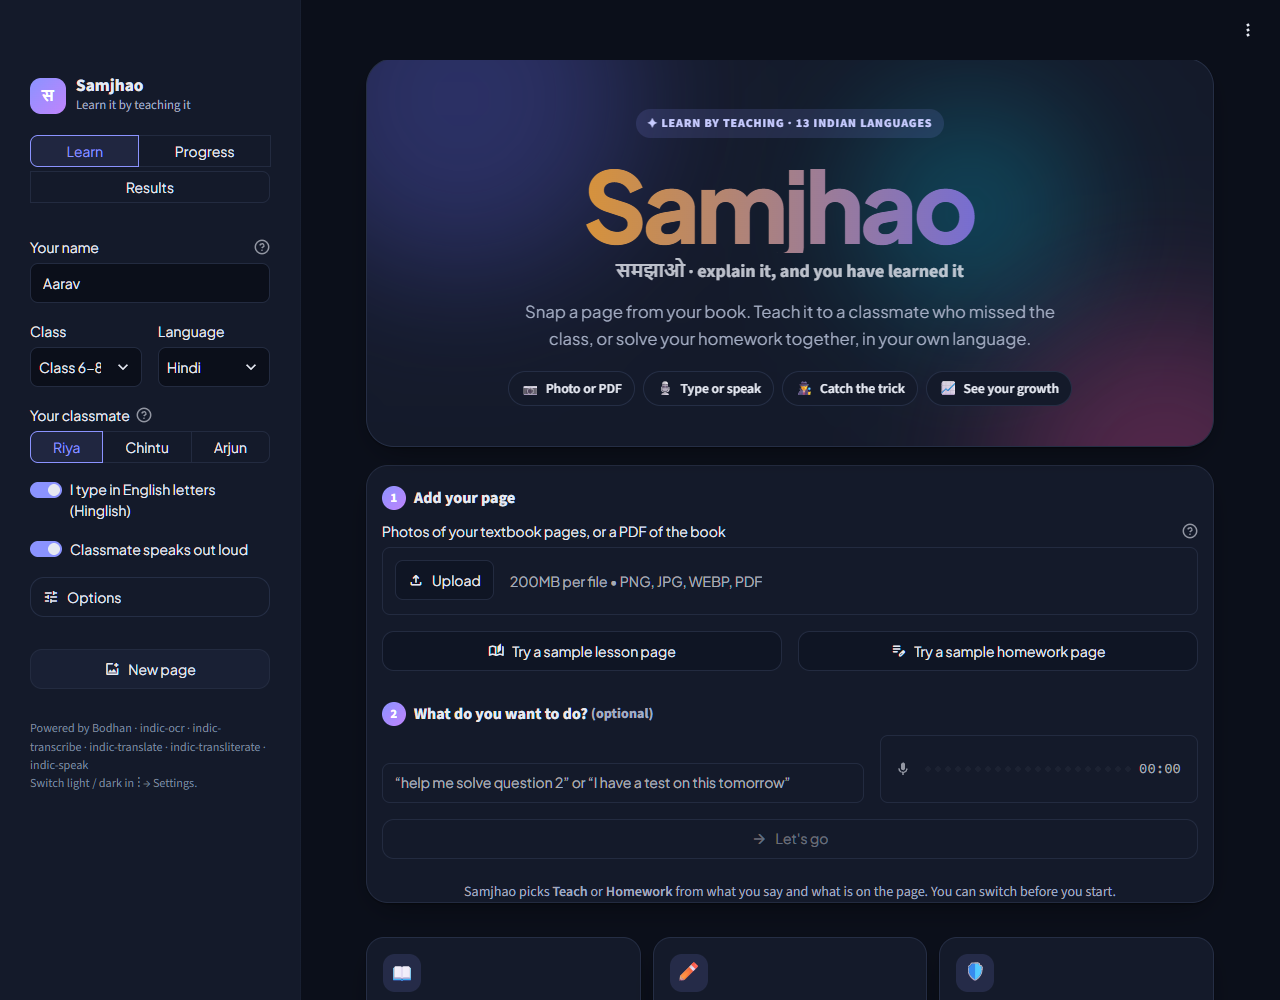 स
Samjhao
Learn it by teaching it
Learn
Progress
Results
Your name
Aarav
Class
Language
Class 6–8
Hindi
Your classmate
Riya
Chintu
Arjun
I type in English letters
(Hinglish)
Classmate speaks out loud
Options
New page
Powered by Bodhan · indic-ocr · indic-
transcribe · indic-translate · indic-transliterate ·
indic-speak
Switch light / dark in ⋮ → Settings.
✦ LEARN BY TEACHING · 13 INDIAN LANGUAGES
Samjhao
समझाओ · explain it, and you have learned it
Snap a page from your book. Teach it to a classmate who missed the
class, or solve your homework together, in your own language.
Photo or PDF
Type or speak
Catch the trick
See your growth
1 Add your page
Photos of your textbook pages, or a PDF of the book
Upload
200MB per file • PNG, JPG, WEBP, PDF
Try a sample lesson page
Try a sample homework page
2 What do you want to do? (optional)
“help me solve question 2” or “I have a test on this tomorrow”
00:00
Let's go
Samjhao picks Teach or Homework from what you say and what is on the page. You can switch before you start.